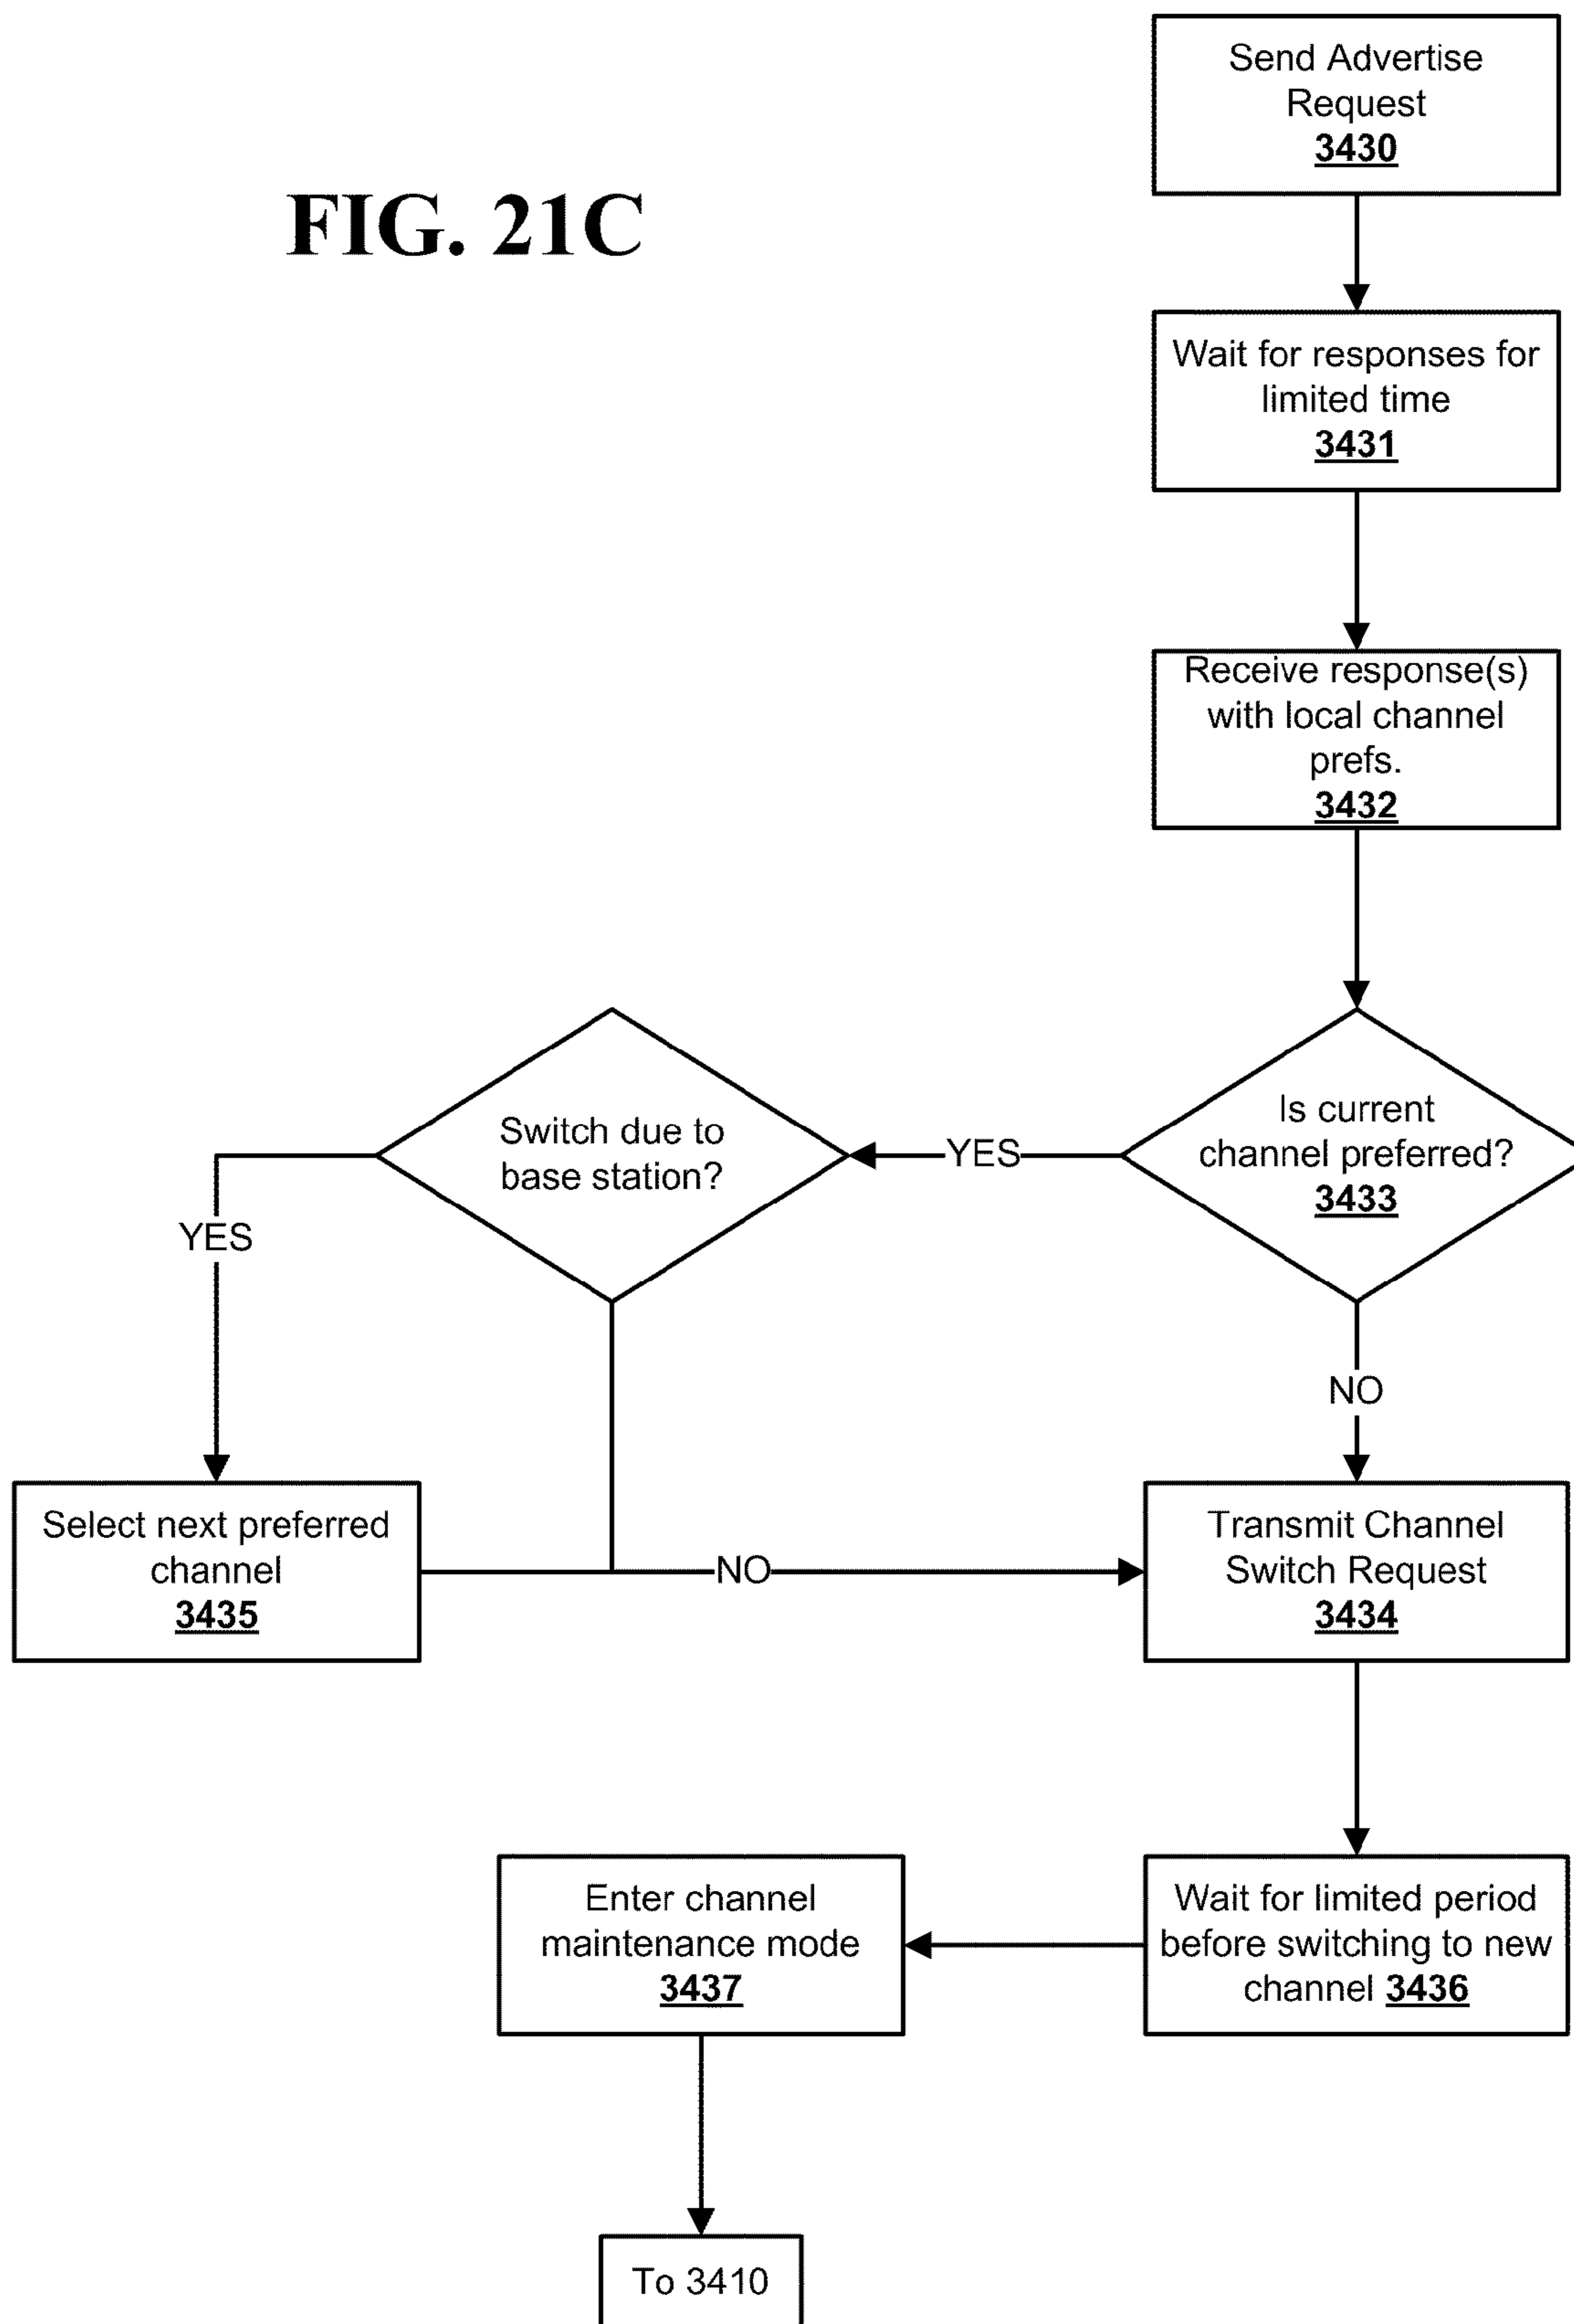 Send Advertise
Request
3430
FIG. 21C
Wait for responses for
limited time
3431
Receive response(s)
with local channel
prefs.
3432
Is current
channel preferred?
3433
YES
Switch due to
base station?
YES
NO
Select next preferred
channel
3435
NO
Transmit Channel
Switch Request
3434
Enter channel
maintenance mode
3437
Wait for limited period
before switching to new
channel 3436
To 3410